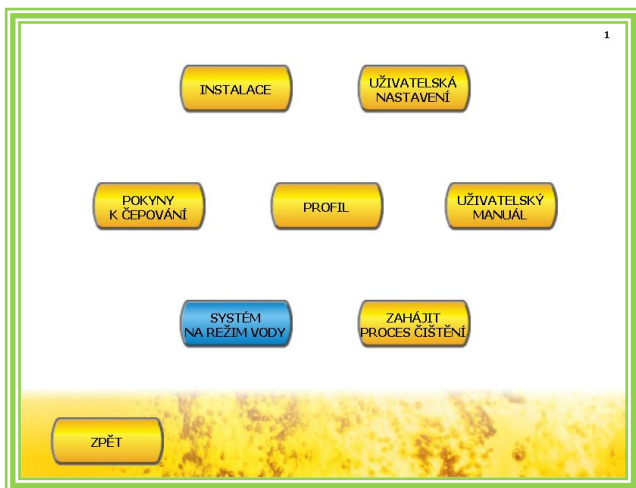 1
INSTALACE
UŽIVATELSKÁ
NASTAVENÍ
POKYNY
K ČEPOVÁNÍ
PROFIL
UŽIVATELSKÝ
MANUÁL
SYSTÉM
NA REŽIM VODY
ZAHÁJIT
PROCES ČIŠTĚNÍ
ZPĚT